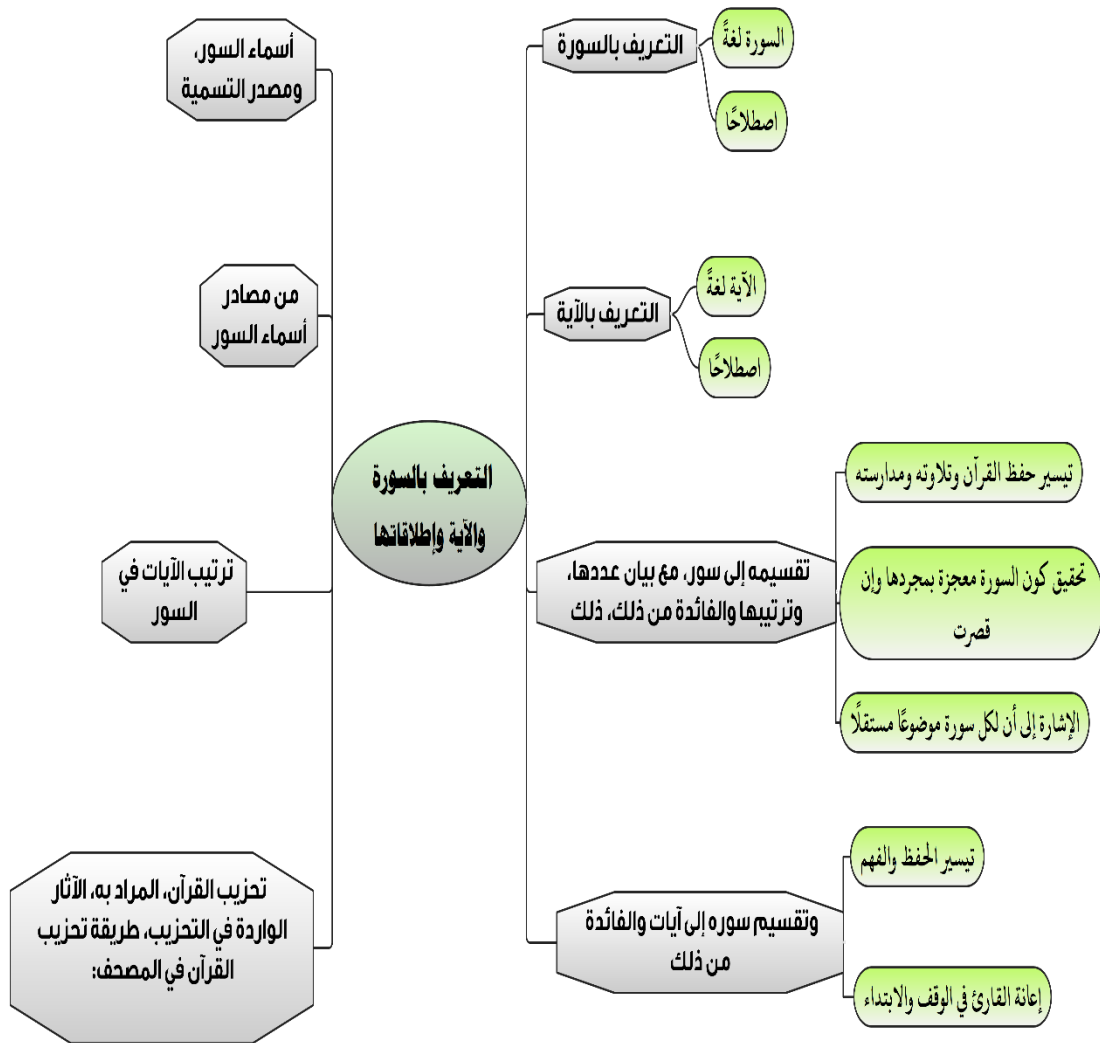 التعريف بالسورة
والآية وإطلاقاتها
التعريف بالسورة
السورة لغةً
اصطلاحًا
التعريف بالآية
الآية لغةً
اصطلاحًا
تقسيمه إلى سور، مع بيان عددها،
وترتيبها والفائدة من ذلك، ذلك
تيسير حفظ القرآن وتلاوته ومدارسته
تحقيق كون السورة معجزة بمجردها وإن
قصرت
الإشارة إلى أن لكل سورة موضوعًا مستقلًا
وتقسيم سوره إلى آيات والفائدة
من ذلك
تيسير الحفظ والفهم
إعانة القارئ في الوقف والابتداء
أسماء السور،
ومصدر التسمية
من مصادر
أسماء السور
ترتيب الآيات في
السور
تحزيب القرآن، المراد به، الآثار
الواردة في التحزيب، طريقة تحزيب
القرآن في المصحف: